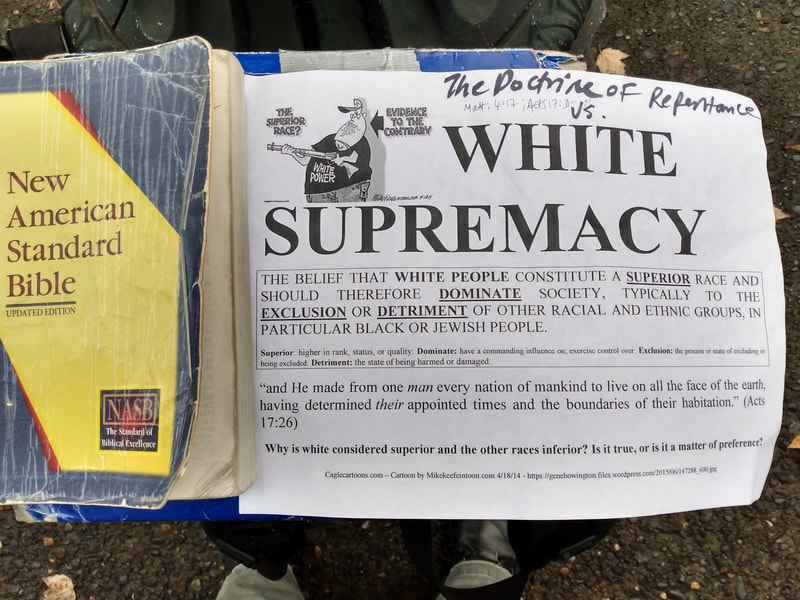 The Doctrine of Repentance
Matt. 4:17 ; Acts
vs.
THE SUPERIOR RACE?
EVIDENCE TO THE CONTRARY
WHITE POWER
WHITE
SUPREMACY
THE BELIEF THAT WHITE PEOPLE CONSTITUTE A SUPERIOR RACE AND
SHOULD THEREFORE DOMINATE SOCIETY, TYPICALLY TO THE
EXCLUSION OR DETRIMENT OF OTHER RACIAL AND ETHNIC GROUPS, IN
PARTICULAR BLACK OR JEWISH PEOPLE.
Superior: higher in rank, status, or quality: Dominate: have a commanding influence on; exercise control over: Exclusion: the process or state of excluding or
being excluded: Detriment: the state of being harmed or damaged:
“and He made from one man every nation of mankind to live on all the face of the earth,
having determined their appointed times and the boundaries of their habitation.” (Acts
17:26)
Why is white considered superior and the other races inferior? Is it true, or is it a matter of preference?
Caglecartoons.com – Cartoon by Mikekeefeintoon.com 4/18/14 - https://genehowington.files.wordpress.com/2015/06/147288_600.jpg
New
American
Standard
Bible
UPDATED EDITION
NASB
The Standard of
Biblical Excellence